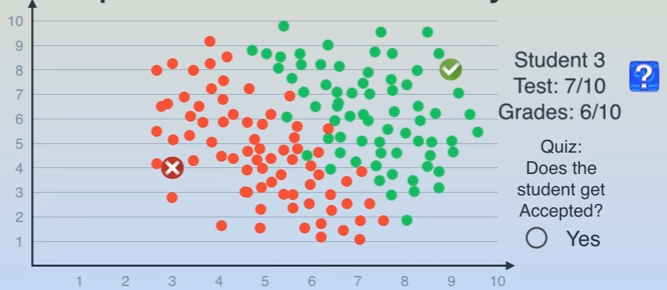 10
9
8
7
6
5
4
3
2
1
1 2 3 4 5 6 7 8 9 10
Student 3
Test: 7/10
Grades: 6/10
?
Quiz:
Does the
student get
Accepted?
Yes